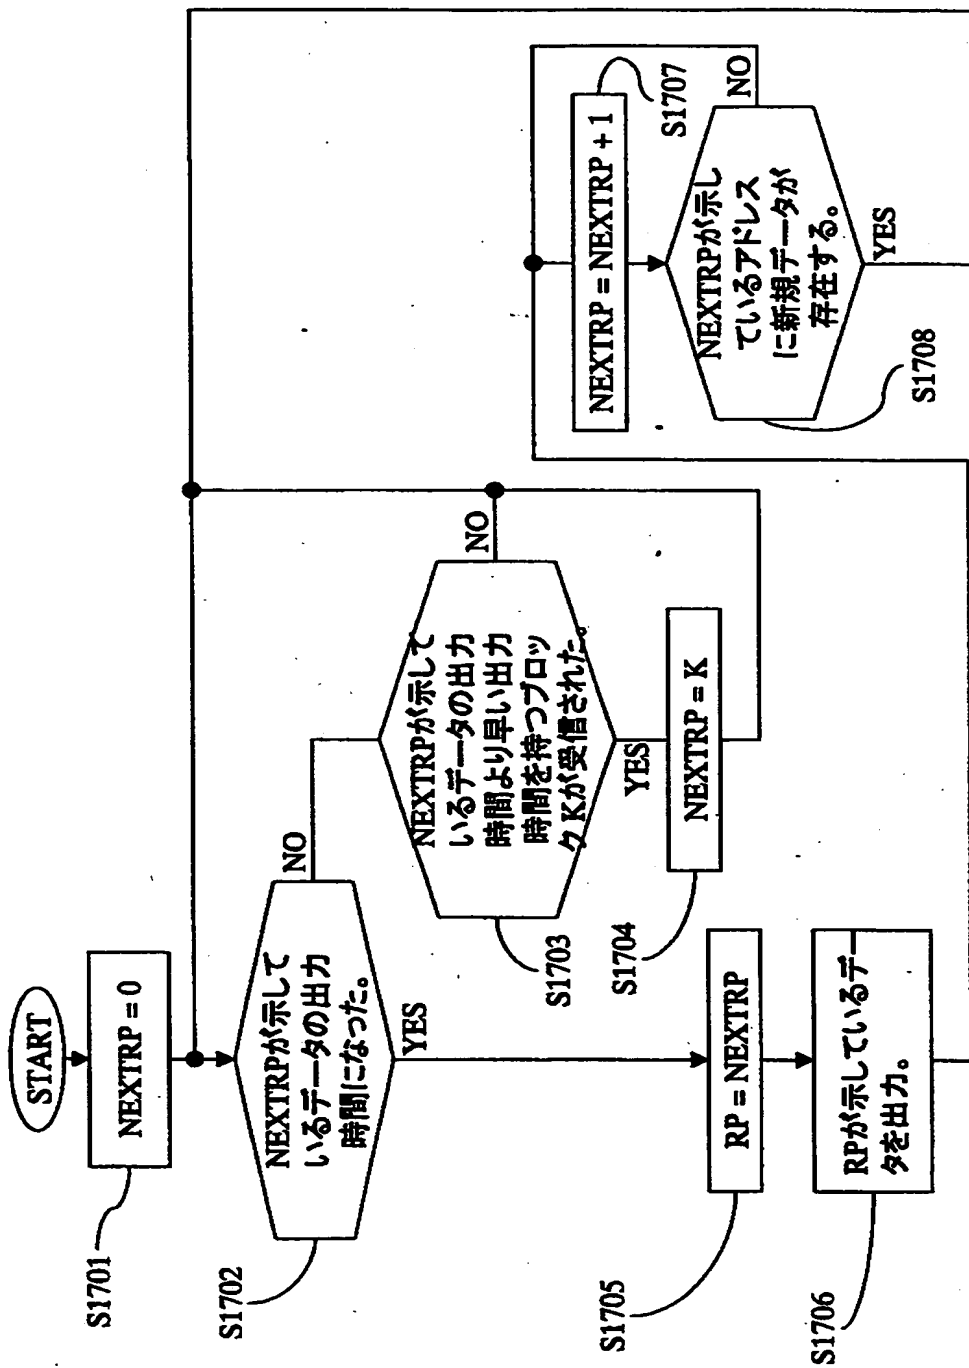 START
NEXTRP = 0
S1701
NEXTRPが示して
いるデータの出力
時間になった。
S1702
NO
YES
NEXTRPが示して
いるデータの出力
時間より早い出力
時間を持つブロッ
ク Kが受信された。
S1703
NO
YES
NEXTRP = K
S1704
RP = NEXTRP
S1705
RPが示しているデー
タを出力。
S1706
NEXTRP = NEXTRP + 1
S1707
NEXTRPが示し
ているアドレス
に新規データが
存在する。
S1708
NO
YES